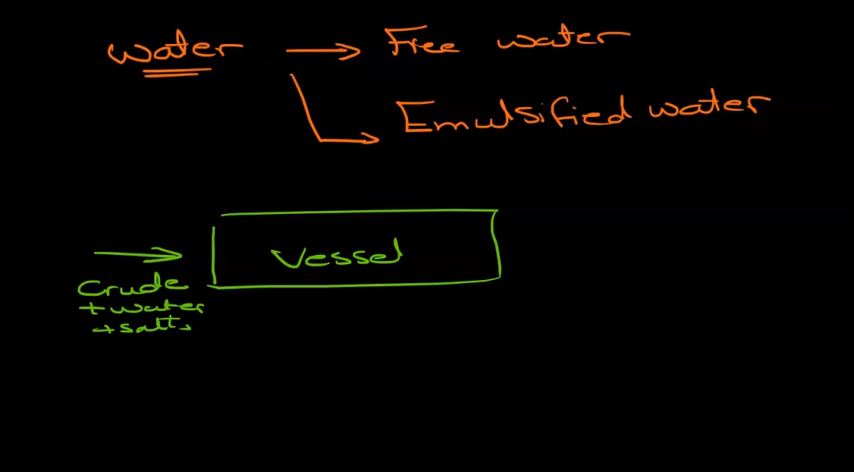 water → Free water
Emulsified water
Vessel
Crude
+water
+salts